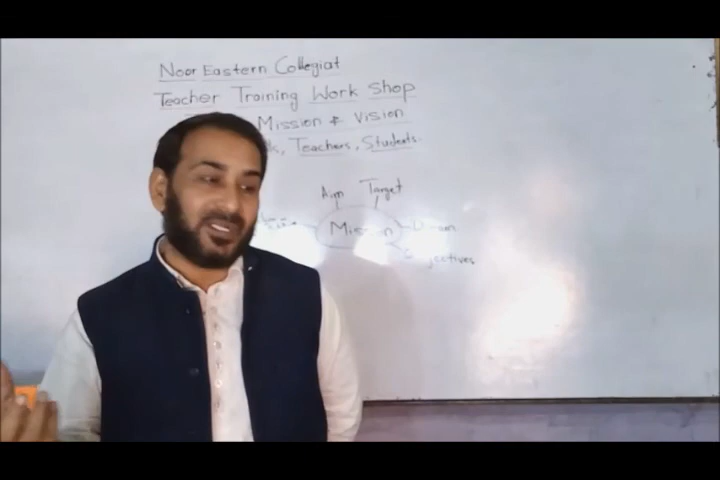 Noor Eastern Collegiat
Teacher Training Work Shop
Mission & Vision
Teachers, Students.
Aim Target
Mission